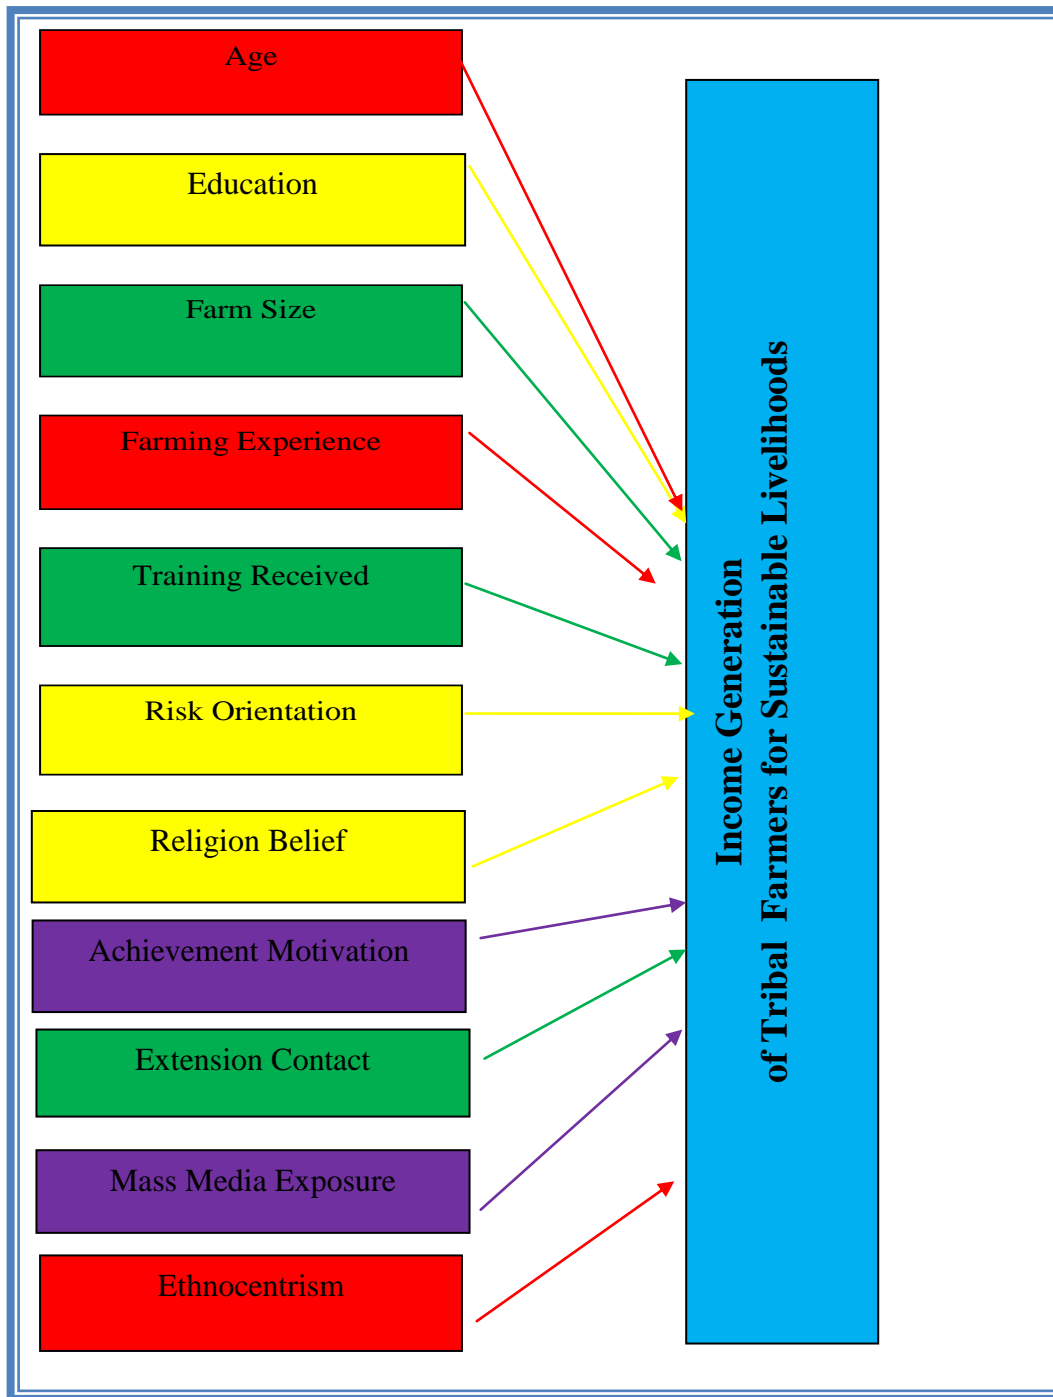 Age
Education
Farm Size
Farming Experience
Training Received
Risk Orientation
Religion Belief
Achievement Motivation
Extension Contact
Mass Media Exposure
Ethnocentrism
Income Generation
of Tribal  Farmers for Sustainable Livelihoods